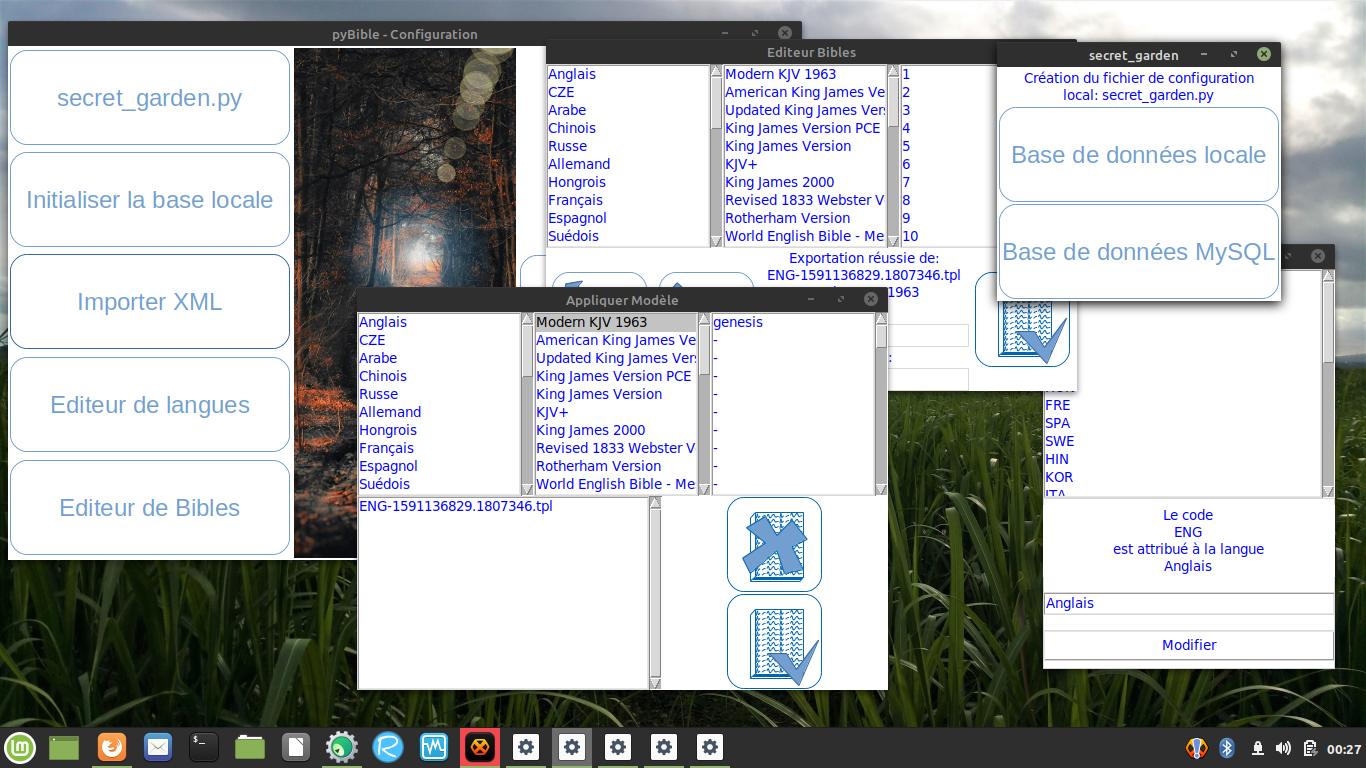 pyBible - Configuration
secret_garden.py
Initialiser la base locale
Importer XML
Editeur de langues
Editeur de Bibles
Editeur Bibles
Anglais
CZE
Arabe
Chinois
Russe
Allemand
Hongrois
Français
Espagnol
Suédois
Modern KJV 1963
American King James Ve
Updated King James Vers
King James Version PCE
King James Version
KJV+
King James 2000
Revised 1833 Webster V
Rotherham Version
World English Bible - Me
1
2
3
4
5
6
7
8
9
10
Exportation réussie de:
ENG-1591136829.1807346.tpl
1963
:
secret_garden
Création du fichier de configuration
local: secret_garden.py
Base de données locale
Base de données MySQL
Appliquer Modèle
Anglais
CZE
Arabe
Chinois
Russe
Allemand
Hongrois
Français
Espagnol
Suédois
Modern KJV 1963
American King James Ve
Updated King James Vers
King James Version PCE
King James Version
KJV+
King James 2000
Revised 1833 Webster V
Rotherham Version
World English Bible - Me
genesis
-
-
-
-
-
-
-
-
-
ENG-1591136829.1807346.tpl
FRE
SPA
SWE
HIN
KOR
ITA
Le code
ENG
est attribué à la langue
Anglais
Anglais
Modifier
00:27